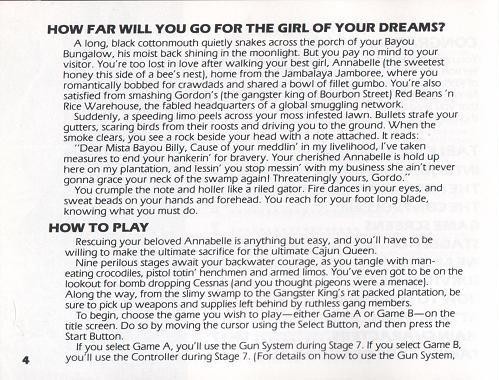 HOW FAR WILL YOU GO FOR THE GIRL OF YOUR DREAMS?
A long, black cottonmouth quietly snakes across the porch of your Bayou
Bungalow, his moist back shining in the moonlight. But you pay no mind to your
visitor. You're too lost in love after walking your best girl, Annabelle (the sweetest
honey this side of a bee's nest), home from the Jambalaya Jamboree, where you
romantically bobbed for crawdads and shared a bowl of fillet gumbo. You're also
satisfied from smashing Gordon's (the gangster king of Bourbon Street) Red Beans 'n
Rice Warehouse, the fabled headquarters of a global smuggling network.
Suddenly, a speeding limo peels across your moss infested lawn. Bullets strafe your
gutters, scaring birds from their roosts and driving you to the ground. When the
smoke clears, you see a rock beside your head with a note attached. It reads:
"Dear Mista Bayou Billy, Cause of your meddlin' in my livelihood, I've taken
measures to end your hankerin' for bravery. Your cherished Annabelle is hold up
here on my plantation, and lessin' you stop messin' with my business she ain't never
gonna grace your neck of the swamp again! Threateningly yours, Gordo."
You crumple the note and holler like a riled gator. Fire dances in your eyes, and
sweat beads on your hands and forehead. You reach for your foot long blade,
knowing what you must do.
HOW TO PLAY
Rescuing your beloved Annabelle is anything but easy, and you'll have to be
willing to make the ultimate sacrifice for the ultimate Cajun Queen.
Nine perilous stages await your backwater courage, as you tangle with man-
eating crocodiles, pistol totin' henchmen and armed limos. You've even got to be on the
lookout for bomb dropping Cessnas (and you thought pigeons were a menace).
Along the way, from the slimy swamp to the Gangster King's rat packed plantation, be
sure to pick up weapons and supplies left behind by ruthless gang members.
To begin, choose the game you wish to play—either Game A or Game B—on the
title screen. Do so by moving the cursor using the Select Button, and then press the
Start Button.
If you select Game A, you'll use the Gun System during Stage 7. If you select Game B,
you'll use the Controller during Stage 7. (For details on how to use the Gun System,
4